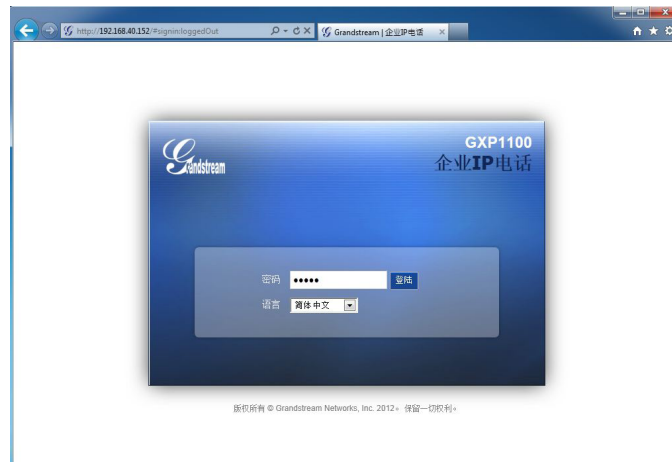 http://192.168.40.152/#signin:loggedOut
Grandstream | 企业IP电话
Grandstream
GXP1100
企业IP电话
密码 ••••• 登陆
语言 简体中文
版权所有 © Grandstream Networks, Inc. 2012。 保留一切权利。